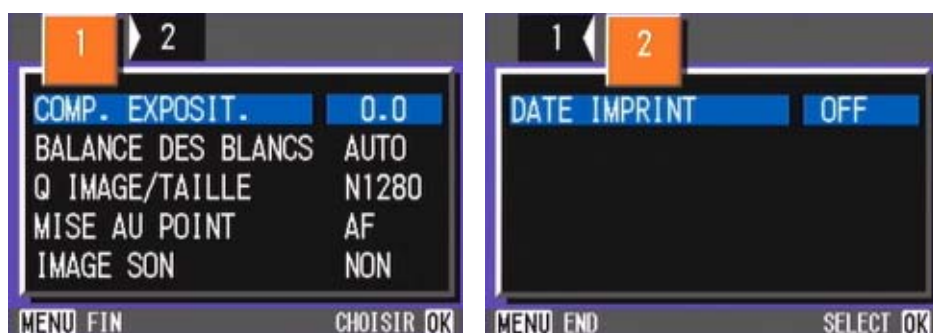 1 2
COMP. EXPOSIT. 0.0
BALANCE DES BLANCS AUTO
Q IMAGE/TAILLE N1280
MISE AU POINT AF
IMAGE SON NON
MENU FIN CHOISIR OK
1 2
DATE IMPRINT OFF
MENU END SELECT OK